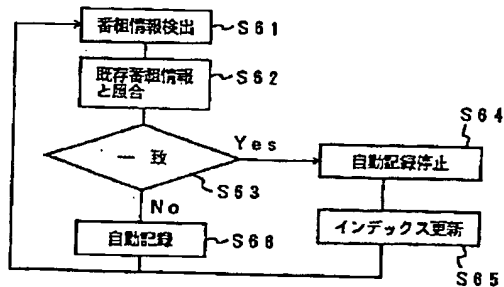 番組情報検出
S61
既存番組情報
と照合
S62
一致
Yes
S63
No
S64
自動記録停止
自動記録
S66
インデックス更新
S65